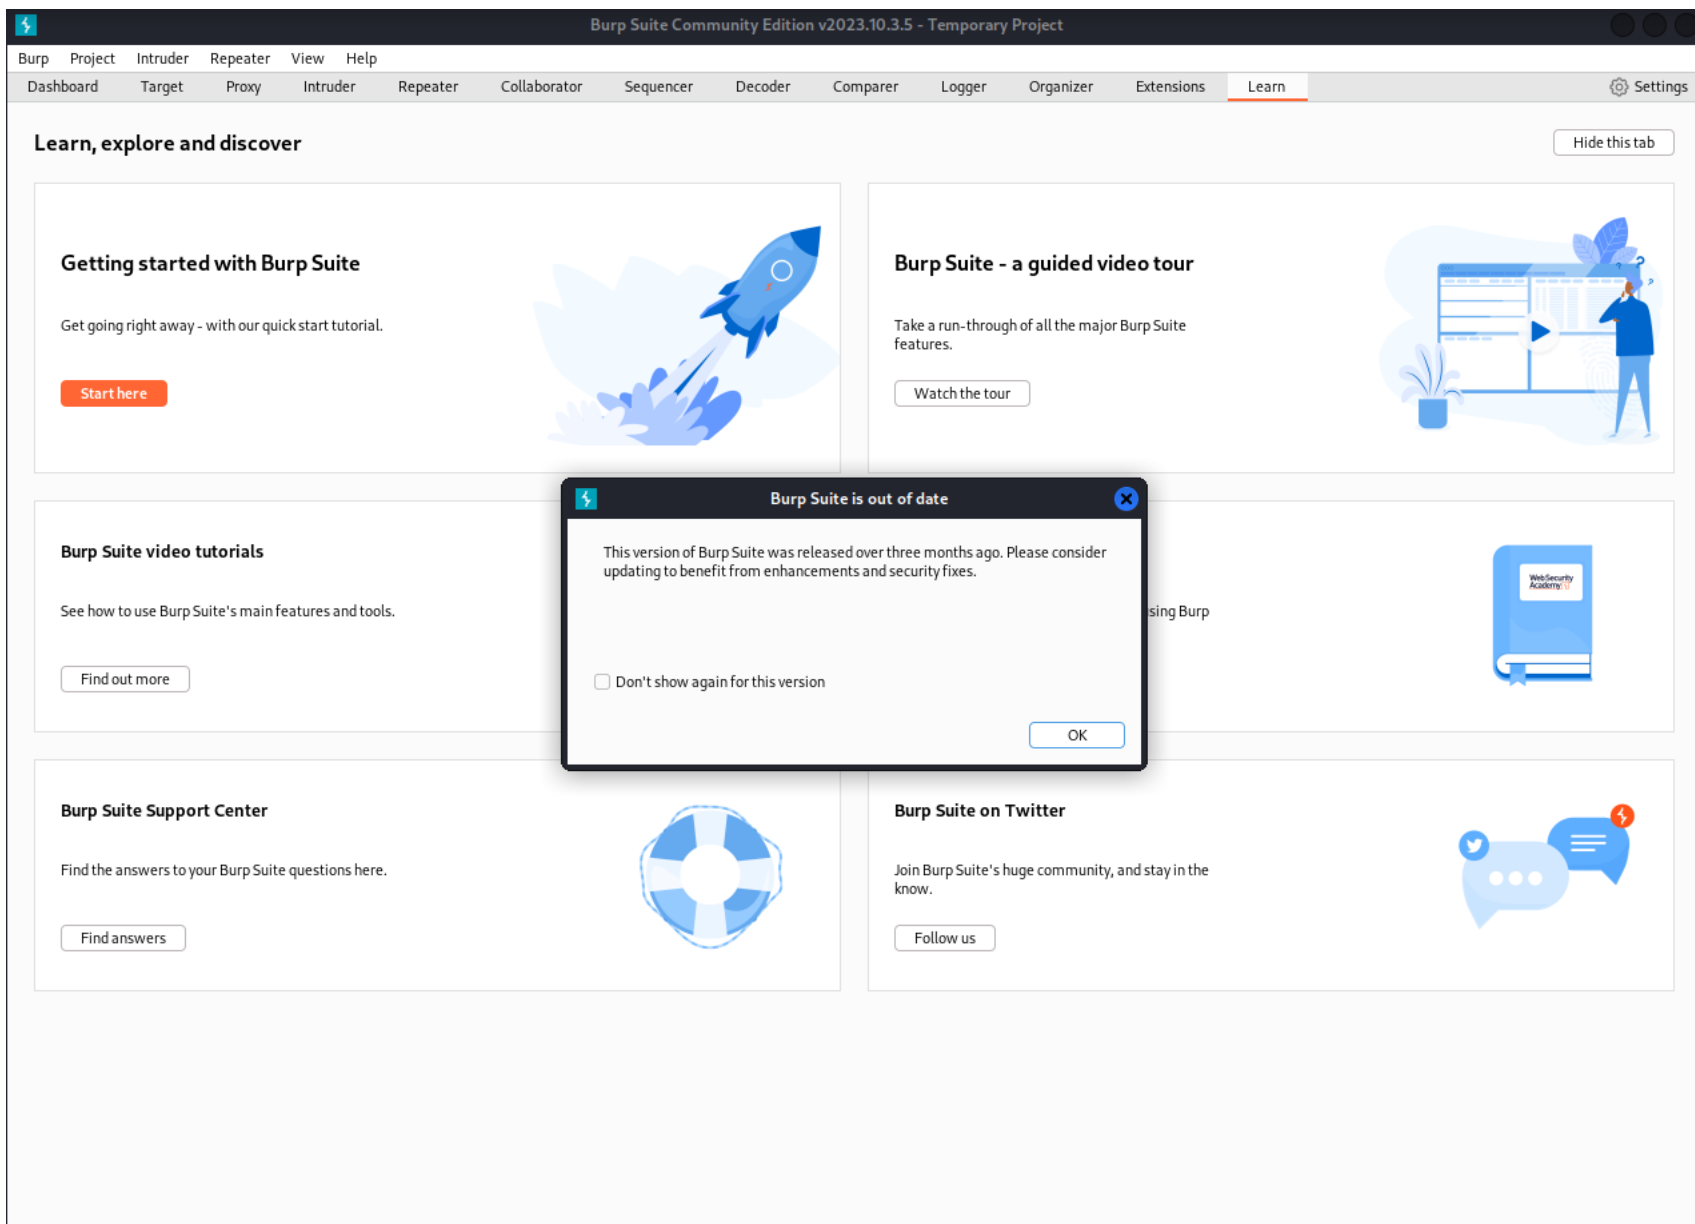 Burp Suite Community Edition v2023.10.3.5 - Temporary Project
Burp Project Intruder Repeater View Help
Dashboard Target Proxy Intruder Repeater Collaborator Sequencer Decoder Comparer Logger Organizer Extensions Learn Settings
Learn, explore and discover
Hide this tab
Getting started with Burp Suite
Get going right away - with our quick start tutorial.
Start here
Burp Suite - a guided video tour
Take a run-through of all the major Burp Suite
features.
Watch the tour
Burp Suite is out of date
This version of Burp Suite was released over three months ago. Please consider
updating to benefit from enhancements and security fixes.
Don't show again for this version
OK
Burp Suite video tutorials
See how to use Burp Suite's main features and tools.
Find out more
Burp
WebSecurity
Academy
Burp Suite Support Center
Find the answers to your Burp Suite questions here.
Find answers
Burp Suite on Twitter
Join Burp Suite's huge community, and stay in the
know.
Follow us